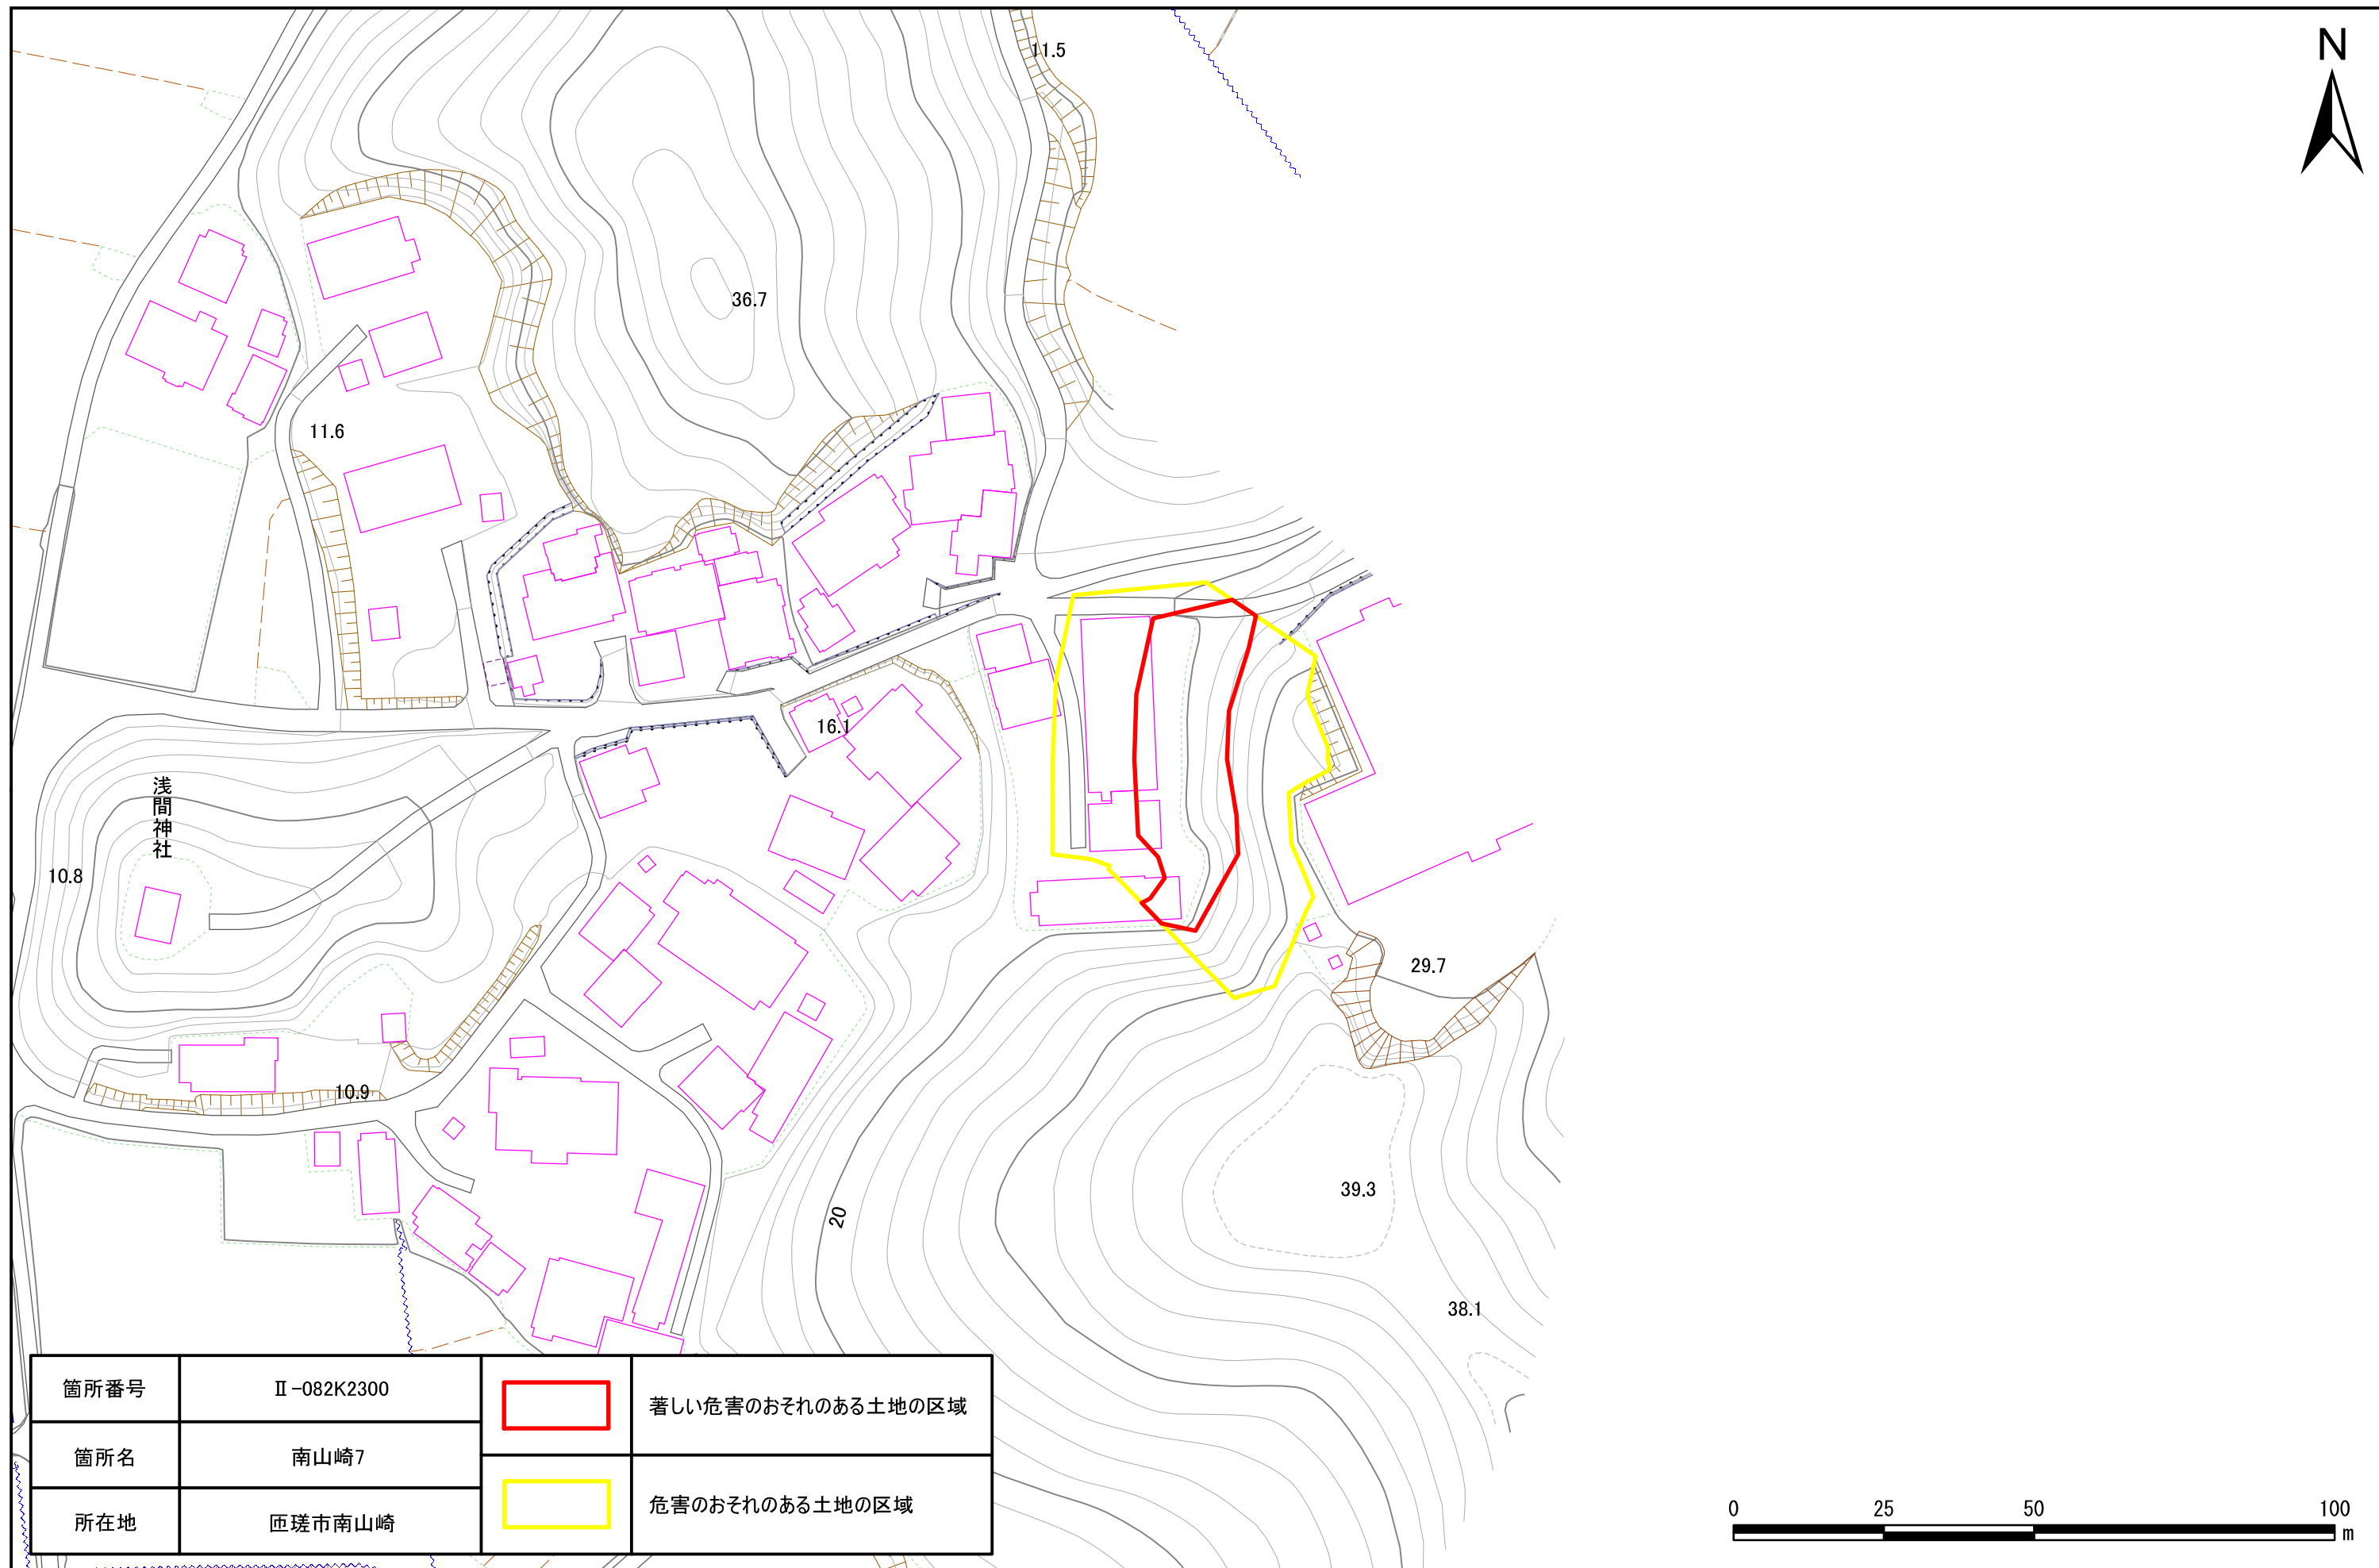 11.5
N
36.7
11.6
16.1
浅間神社
10.8
29.7
10.9
39.3
20
38.1
箇所番号 Ⅱ-082K2300
箇所名 南山崎7
所在地 匝瑳市南山崎
著しい危害のおそれのある土地の区域
危害のおそれのある土地の区域
0 25 50 100
m